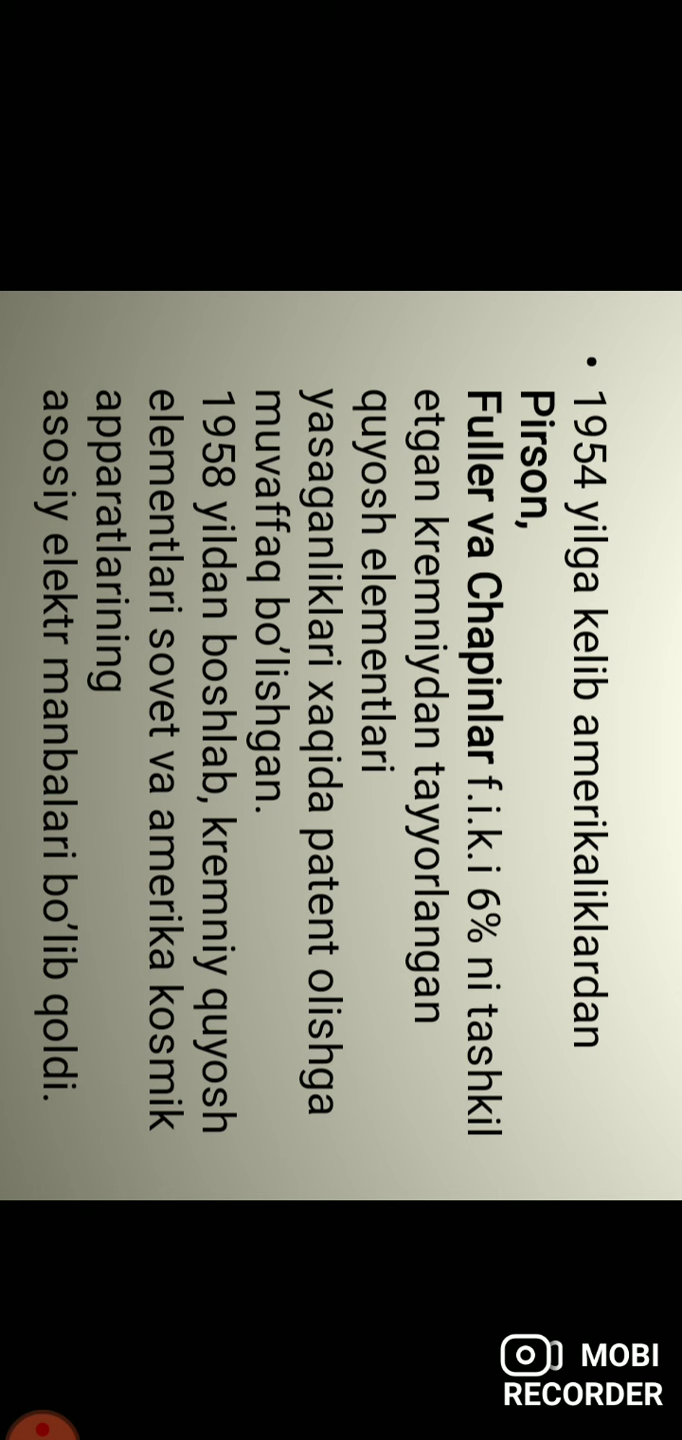 • 1954 yilga kelib amerikaliklardan
Pirson,
Fuller va Chapinlar f.i.k.i 6% ni tashkil
etgan kremniydan tayyorlangan
quyosh elementlari
yasaganliklari xaqida patent olishga
muvaffaq bo’lishgan.
1958 yildan boshlab, kremniy quyosh
elementlari sovet va amerika kosmik
apparatlarining
asosiy elektr manbalari bo’lib qoldi.
MOBI
RECORDER